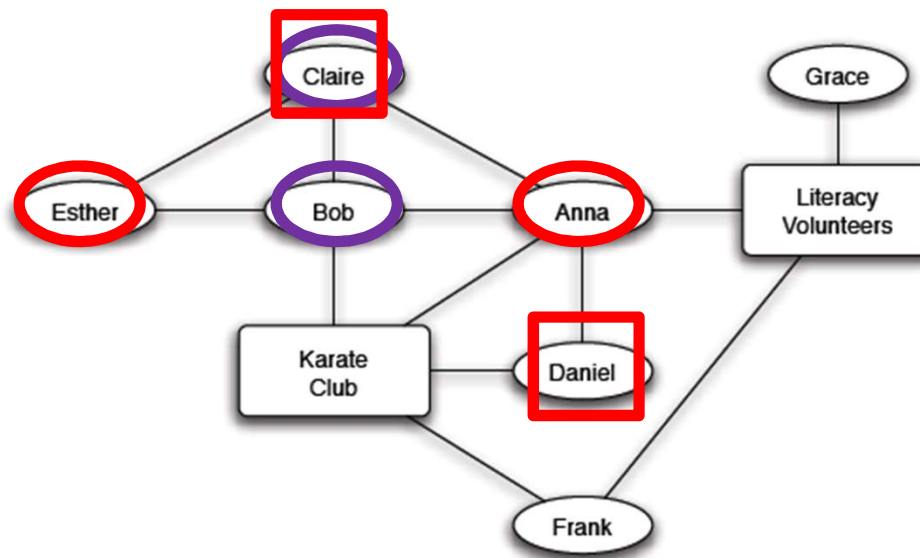 Claire
Grace
Esther
Bob
Anna
Literacy
Volunteers
Karate
Club
Daniel
Frank